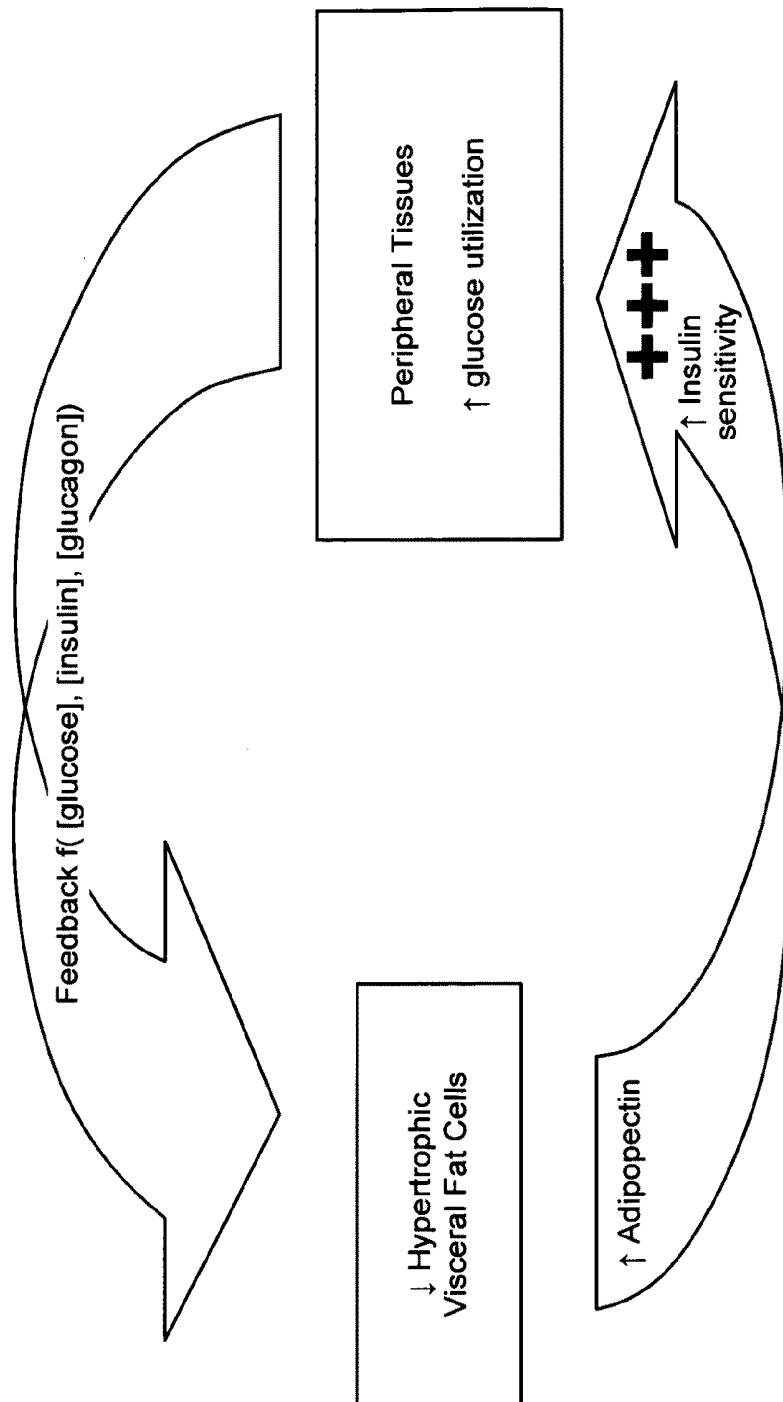 Feedback f( [glucose], [insulin], [glucagon])
↓ Hypertrophic
Visceral Fat Cells
Peripheral Tissues
↑ glucose utilization
↑ Adipopectin
+++
↑ Insulin
sensitivity